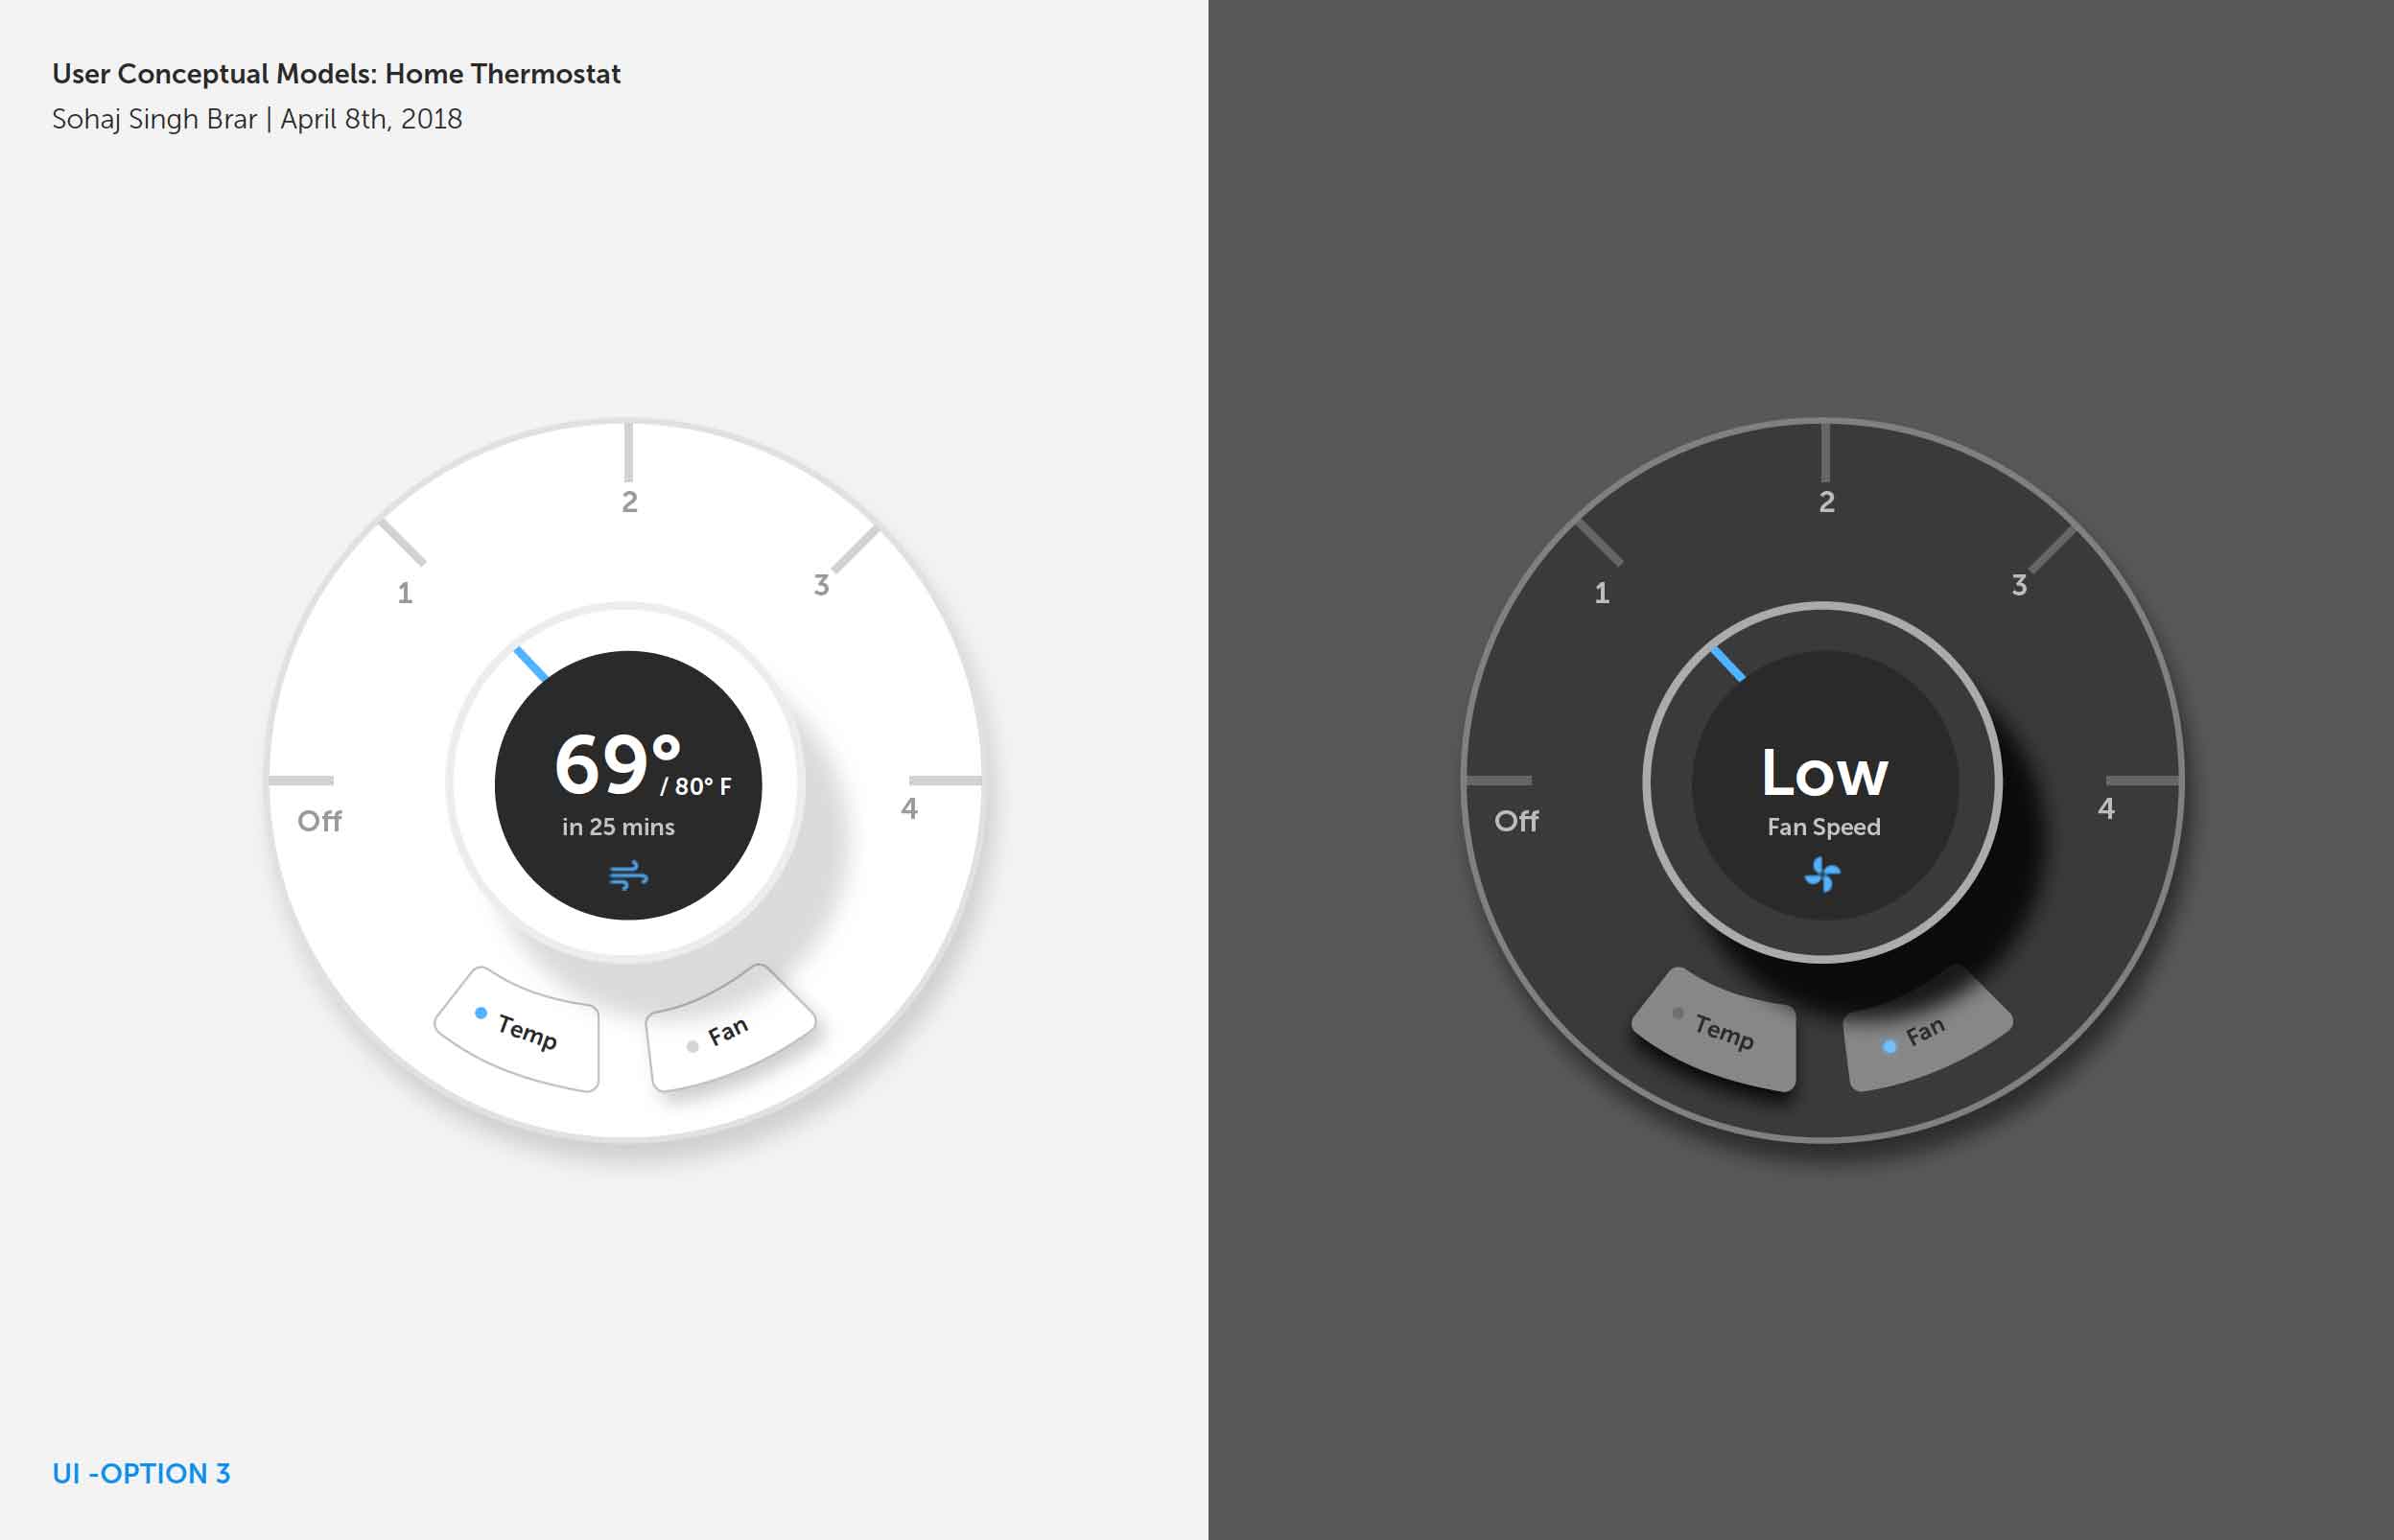 User Conceptual Models: Home Thermostat
Sohaj Singh Brar | April 8th, 2018
2
1
3
69° / 80° F
in 25 mins
Off
4
Temp
Fan
2
1
3
Low
Fan Speed
Off
4
Temp
Fan
UI -OPTION 3